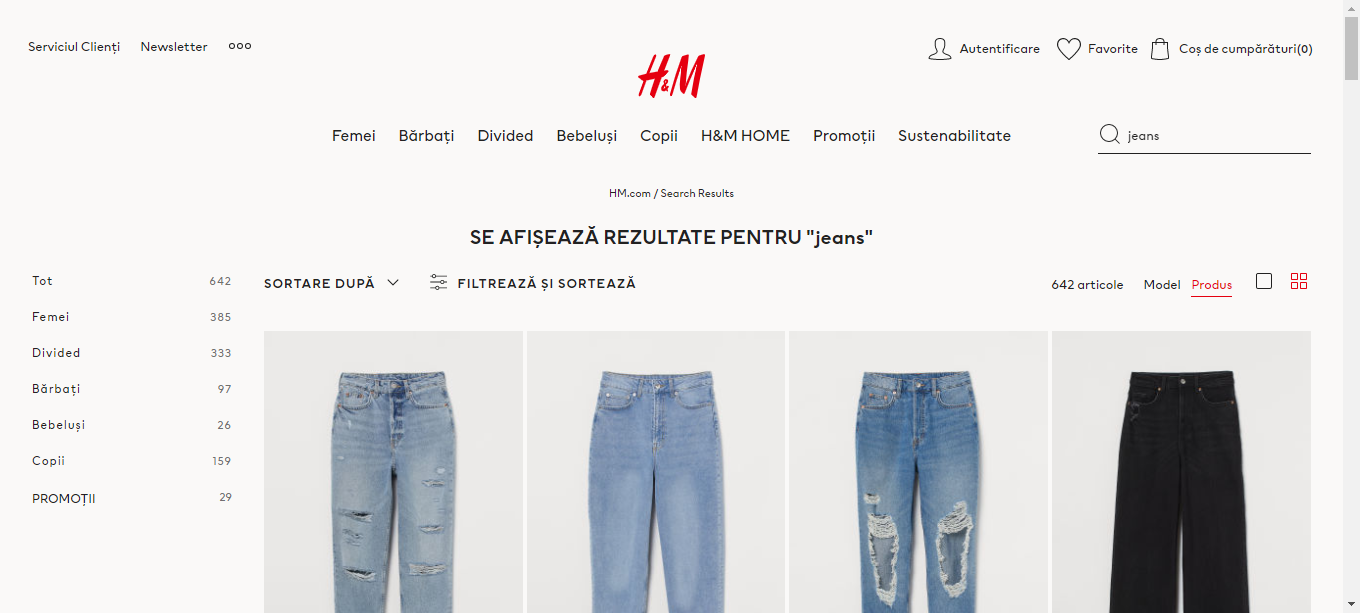 Serviciul Clienți Newsletter
Autentificare Favorite Coș de cumpărături(0)
H&M
Femei Bărbați Divided Bebeluși Copii H&M HOME Promoții Sustenabilitate
jeans
HM.com / Search Results
SE AFIȘEAZĂ REZULTATE PENTRU "jeans"
Tot 642
Femei 385
Divided 333
Bărbați 97
Bebeluși 26
Copii 159
PROMOȚII 29
SORTARE DUPĂ FILTREAZĂ ȘI SORTEAZĂ
642 articole Model Produs